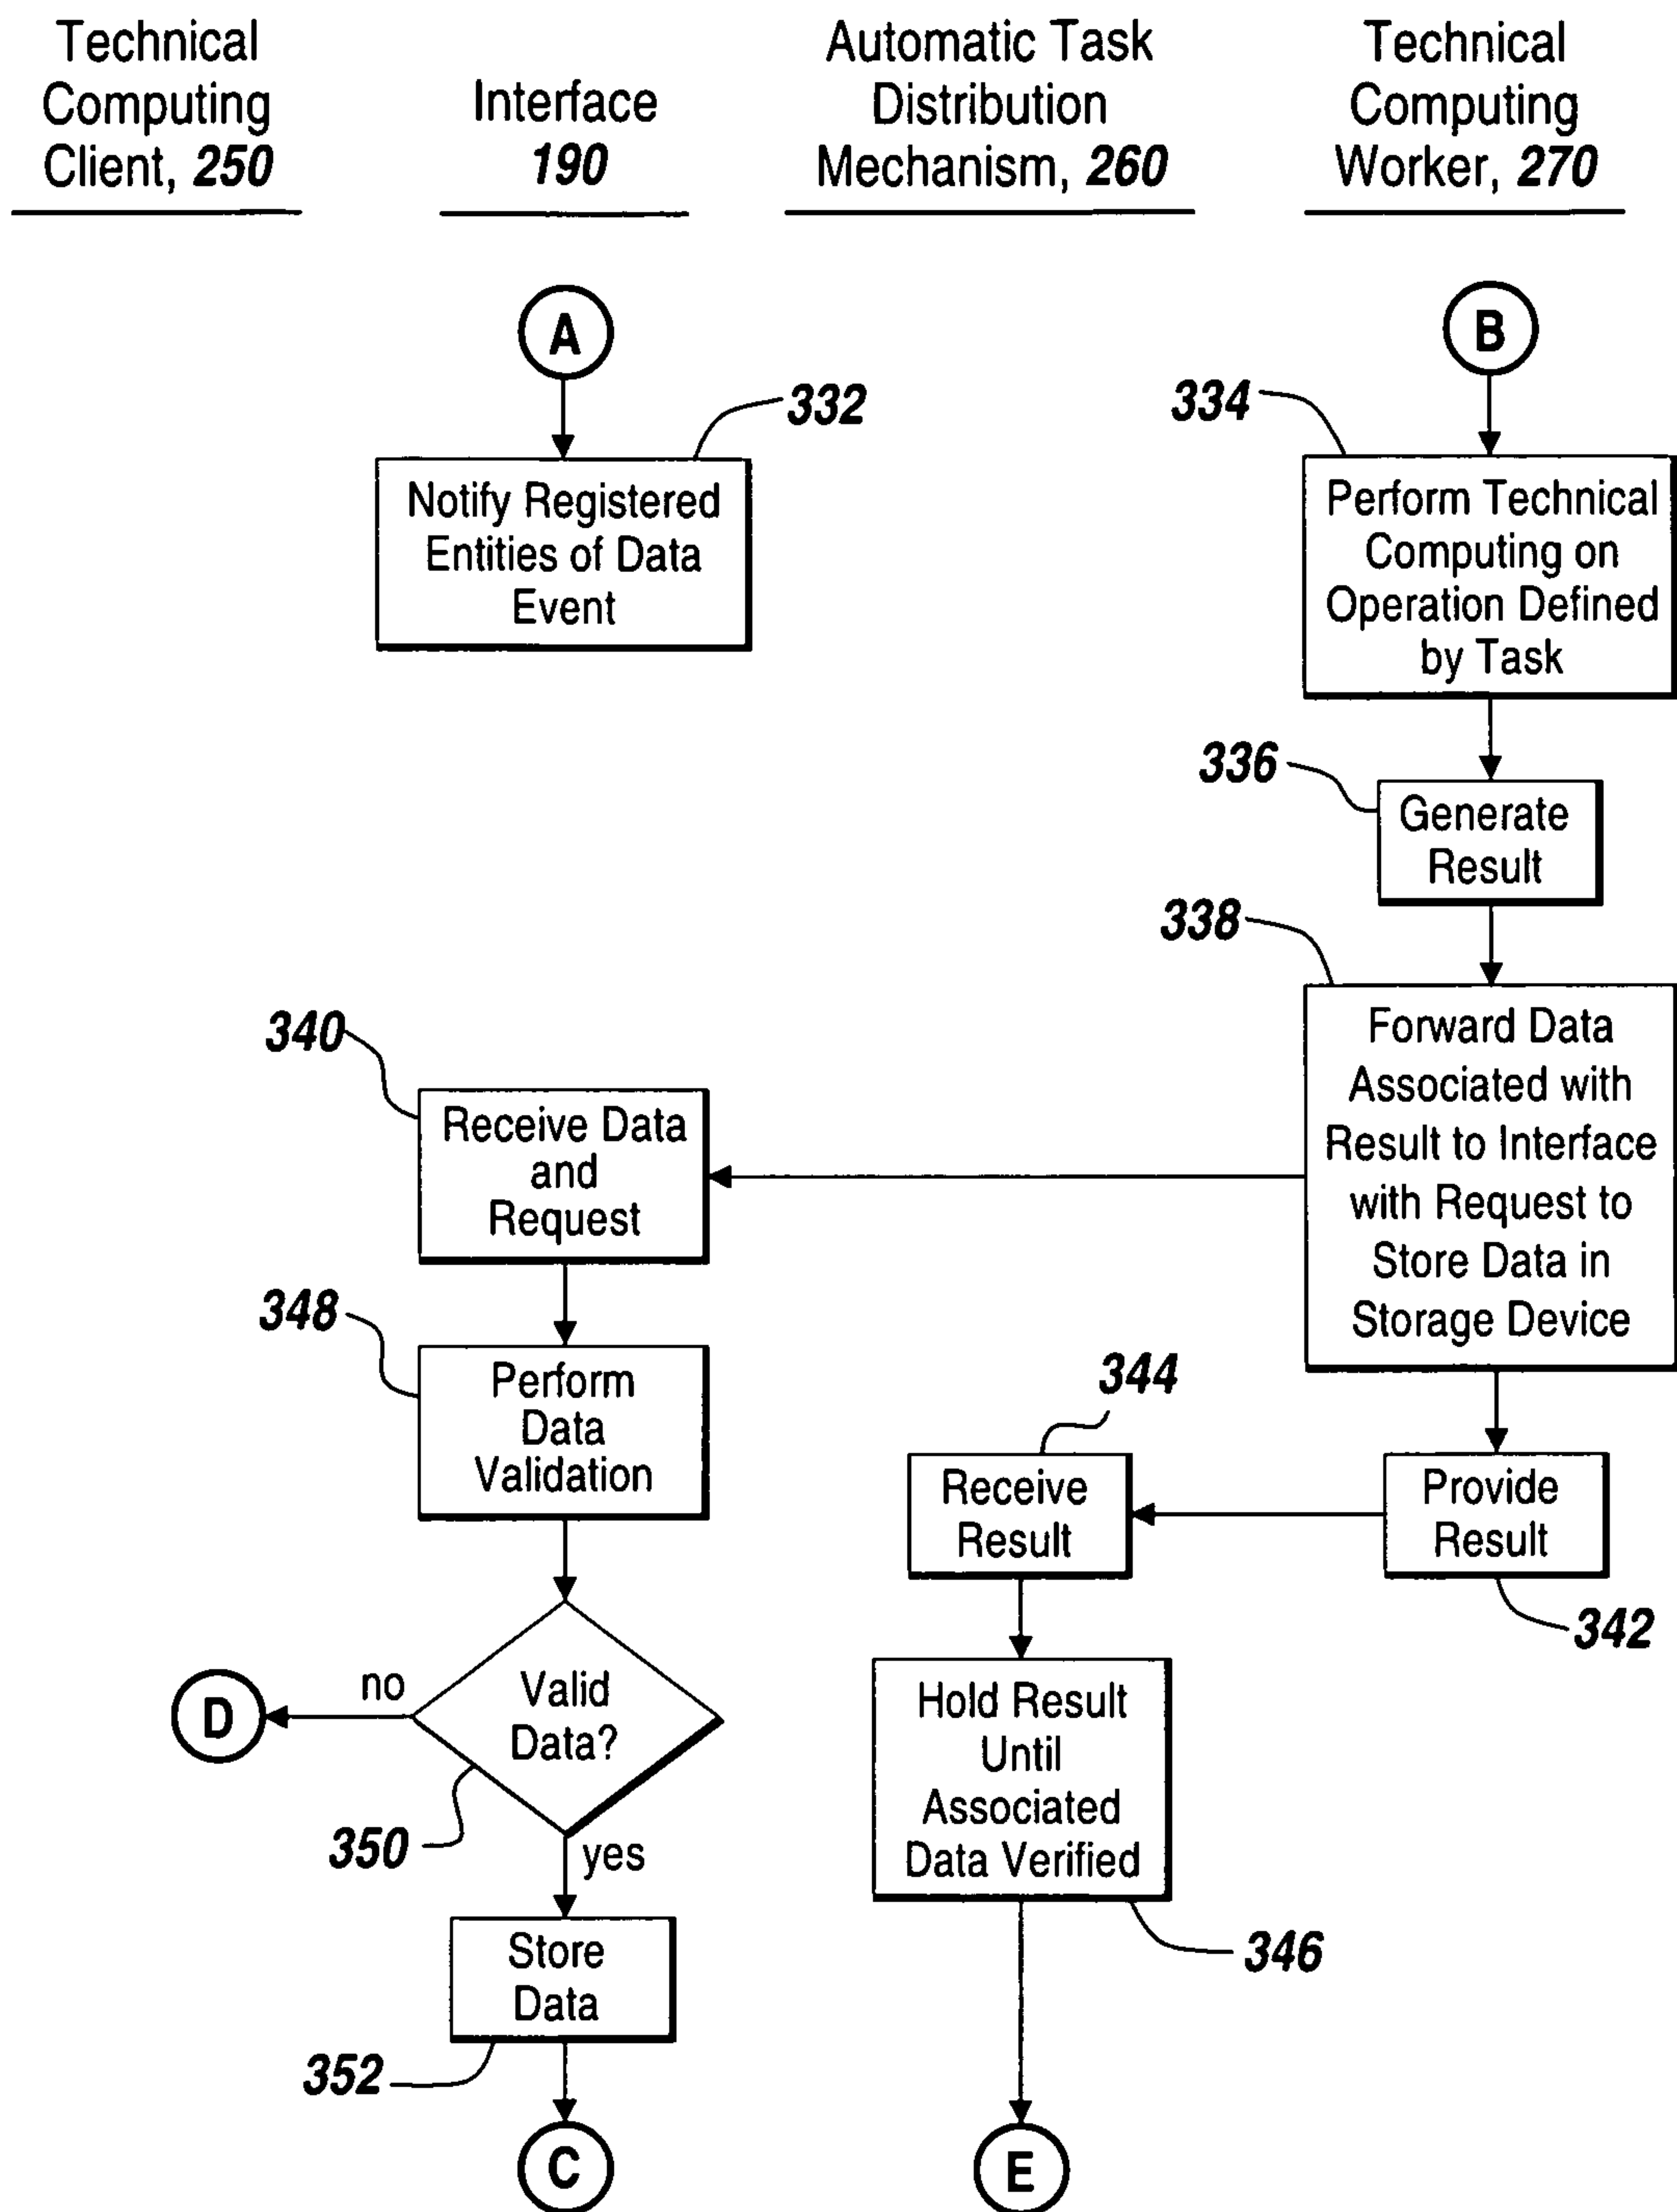 Technical
Computing
Client, 250
Interface
190
Automatic Task
Distribution
Mechanism, 260
Technical
Computing
Worker, 270
A
B
332
334
Notify Registered
Entities of Data
Event
Perform Technical
Computing on
Operation Defined
by Task
336
Generate
Result
338
Forward Data
Associated with
Result to Interface
with Request to
Store Data in
Storage Device
340
Receive Data
and
Request
348
Perform
Data
Validation
344
Receive
Result
Provide
Result
342
D
no
Valid
Data?
350
yes
Hold Result
Until
Associated
Data Verified
346
Store
Data
352
C
E